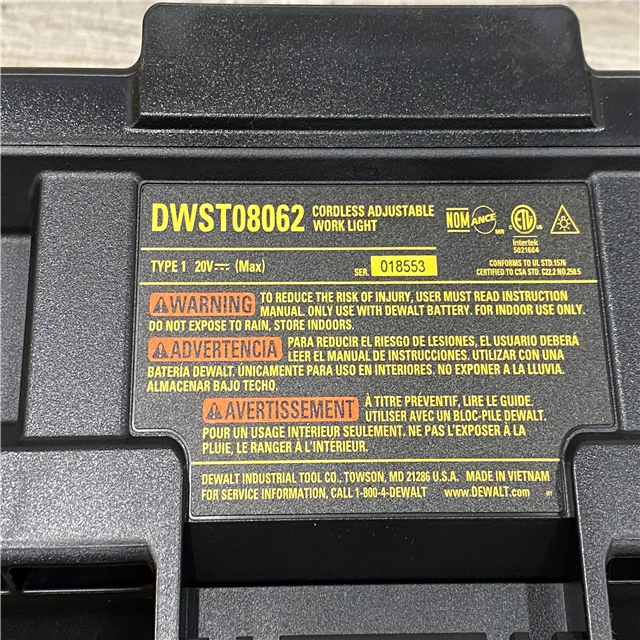 DWST08062 CORDLESS ADJUSTABLE
WORK LIGHT
NOM ANCE
ETL us
Intertek
5021604
TYPE 1 20V (Max)
SER. 018553
CONFORMS TO UL STD.1576
CERTIFIED TO CSA STD. C22.2 NO.250.5
WARNING TO REDUCE THE RISK OF INJURY, USER MUST READ INSTRUCTION
MANUAL. ONLY USE WITH DEWALT BATTERY. FOR INDOOR USE ONLY.
DO NOT EXPOSE TO RAIN, STORE INDOORS.
ADVERTENCIA PARA REDUCIR EL RIESGO DE LESIONES, EL USUARIO DEBERÁ
LEER EL MANUAL DE INSTRUCCIONES. UTILIZAR CON UNA
BATERÍA DEWALT. ÚNICAMENTE PARA USO EN INTERIORES. NO EXPONER A LA LLUVIA.
ALMACENAR BAJO TECHO.
AVERTISSEMENT À TITRE PRÉVENTIF, LIRE LE GUIDE.
UTILISER AVEC UN BLOC-PILE DEWALT.
POUR UN USAGE INTÉRIEUR SEULEMENT. NE PAS L'EXPOSER À LA
PLUIE, LE RANGER À L'INTÉRIEUR.
DEWALT INDUSTRIAL TOOL CO., TOWSON, MD 21286 U.S.A. MADE IN VIETNAM
FOR SERVICE INFORMATION, CALL 1-800-4-DEWALT www.DEWALT.com